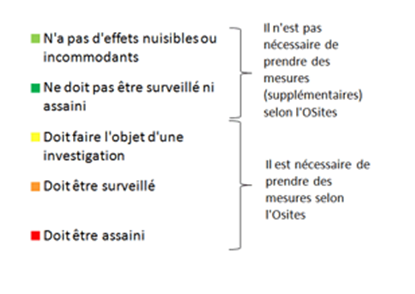 N'a pas d'effets nuisibles ou
incommodants
Ne doit pas être surveillé ni
assaini
Il n'est pas
nécessaire de
prendre des
mesures
(supplémentaires)
selon l'OSites
Doit faire l'objet d'une
investigation
Doit être surveillé
Doit être assaini
Il est nécessaire de
prendre des
mesures selon
l'Osites